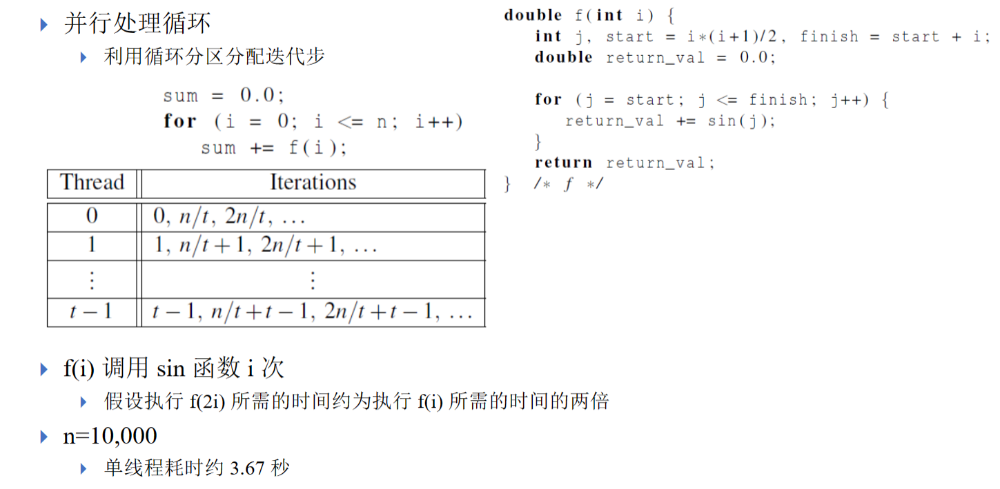 并行处理循环
利用循环分区分配迭代步
sum = 0.0;
for (i = 0; i <= n; i++)
sum += f(i);
Thread Iterations
0 0, n/t, 2n/t, ...
1 1, n/t+1, 2n/t+1, ...
⋮ ⋮
t − 1 t − 1, n/t+t − 1, 2n/t+t − 1, ...
double f(int i) {
int j, start = i*(i+1)/2, finish = start + i;
double return_val = 0.0;
for (j = start; j <= finish; j++) {
return_val += sin(j);
}
return return_val;
} /* f */
f(i) 调用 sin 函数 i 次
假设执行 f(2i) 所需的时间约为执行 f(i) 所需的时间的两倍
n=10,000
单线程耗时约 3.67 秒